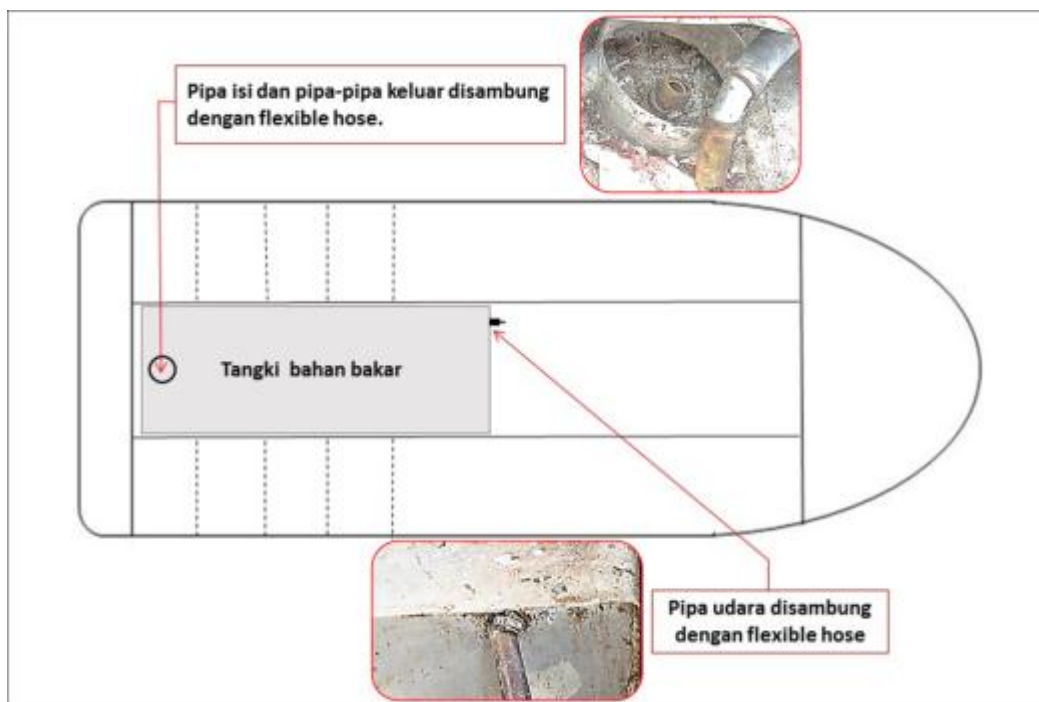 Pipa isi dan pipa-pipa keluar disambung
dengan flexible hose.
Tangki bahan bakar
Pipa udara disambung
dengan flexible hose